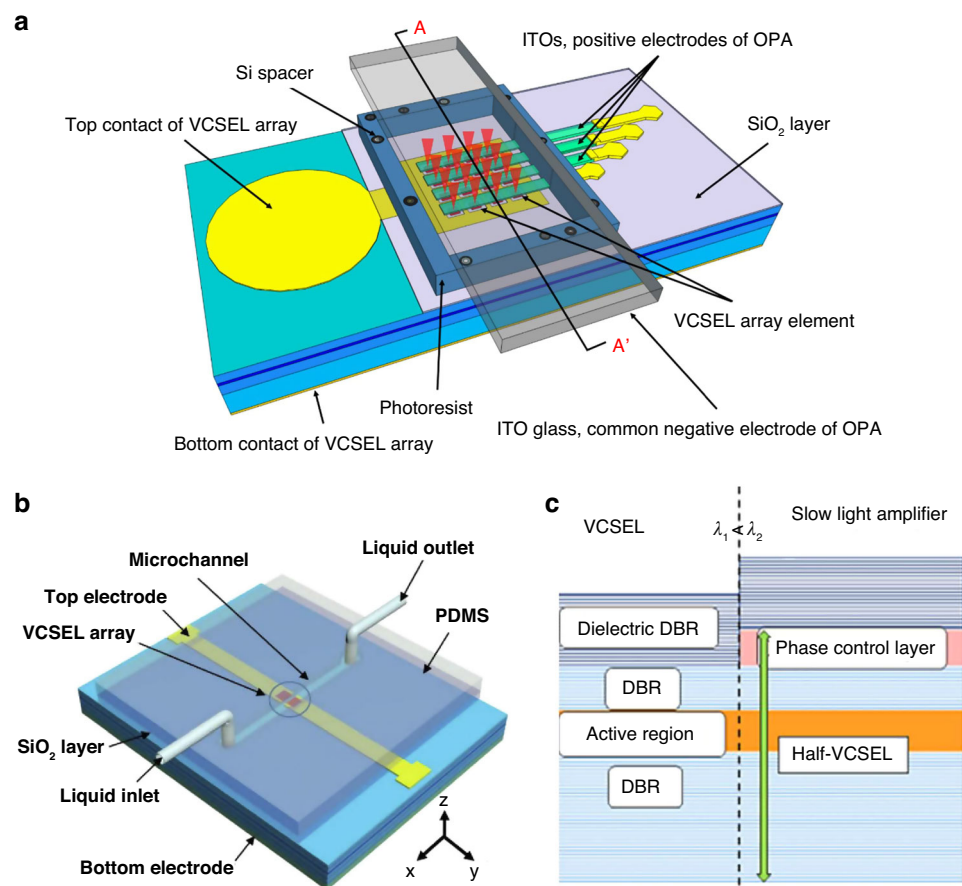 a
A
ITOs, positive electrodes of OPA
Si spacer
Top contact of VCSEL array
SiO₂ layer
VCSEL array element
A'
Photoresist
Bottom contact of VCSEL array
ITO glass, common negative electrode of OPA
b
Liquid outlet
Microchannel
Top electrode
PDMS
VCSEL array
SiO₂ layer
Liquid inlet
Bottom electrode
z
x
y
c
VCSEL
λ₁ < λ₂
Slow light amplifier
Dielectric DBR
Phase control layer
DBR
Active region
Half-VCSEL
DBR